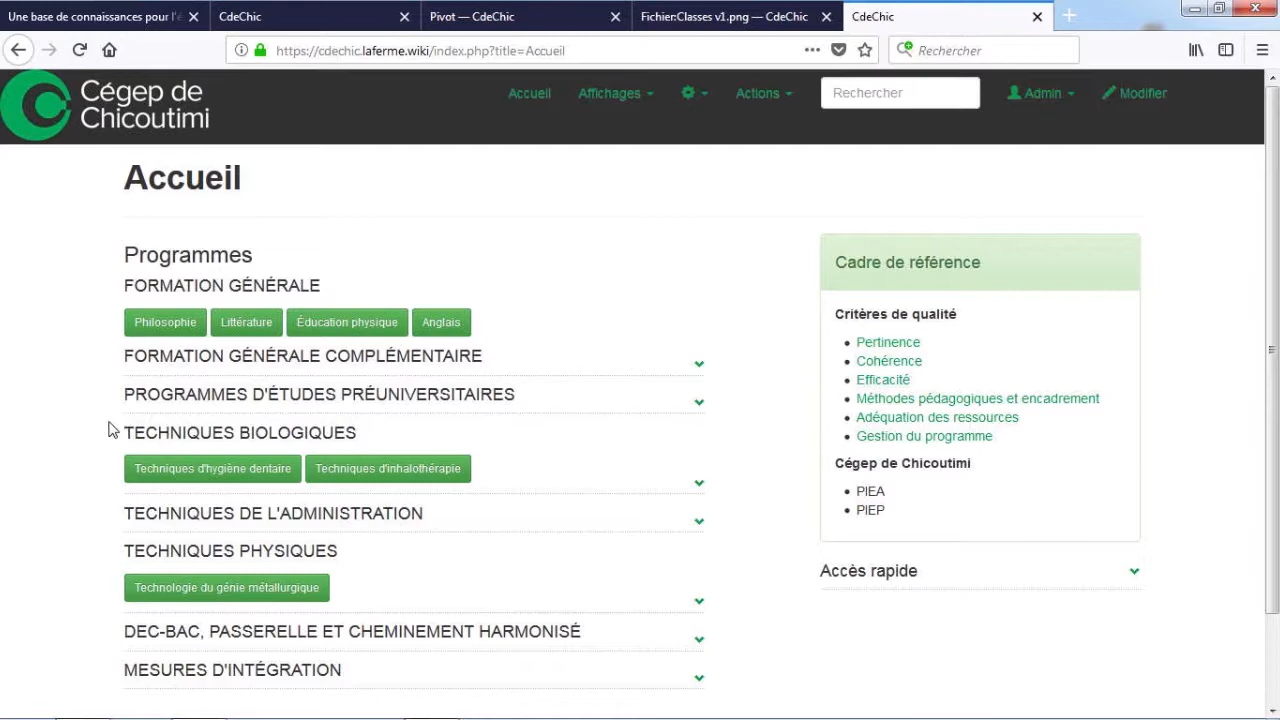 Une base de connaissances pour l'é
CdeChic
Pivot — CdeChic
Fichier:Classes v1.png — CdeChic
CdeChic
https://cdechic.laferme.wiki/index.php?title=Accueil
Rechercher
Cégep de
Chicoutimi
Accueil
Affichages
Actions
Rechercher
Admin
Modifier
Accueil
Programmes
FORMATION GÉNÉRALE
Philosophie
Littérature
Éducation physique
Anglais
FORMATION GÉNÉRALE COMPLÉMENTAIRE
PROGRAMMES D'ÉTUDES PRÉUNIVERSITAIRES
TECHNIQUES BIOLOGIQUES
Techniques d'hygiène dentaire
Techniques d'inhalothérapie
TECHNIQUES DE L'ADMINISTRATION
TECHNIQUES PHYSIQUES
Technologie du génie métallurgique
DEC-BAC, PASSERELLE ET CHEMINEMENT HARMONISÉ
MESURES D'INTÉGRATION
Cadre de référence
Critères de qualité
Pertinence
Cohérence
Efficacité
Méthodes pédagogiques et encadrement
Adéquation des ressources
Gestion du programme
Cégep de Chicoutimi
PIEA
PIEP
Accès rapide